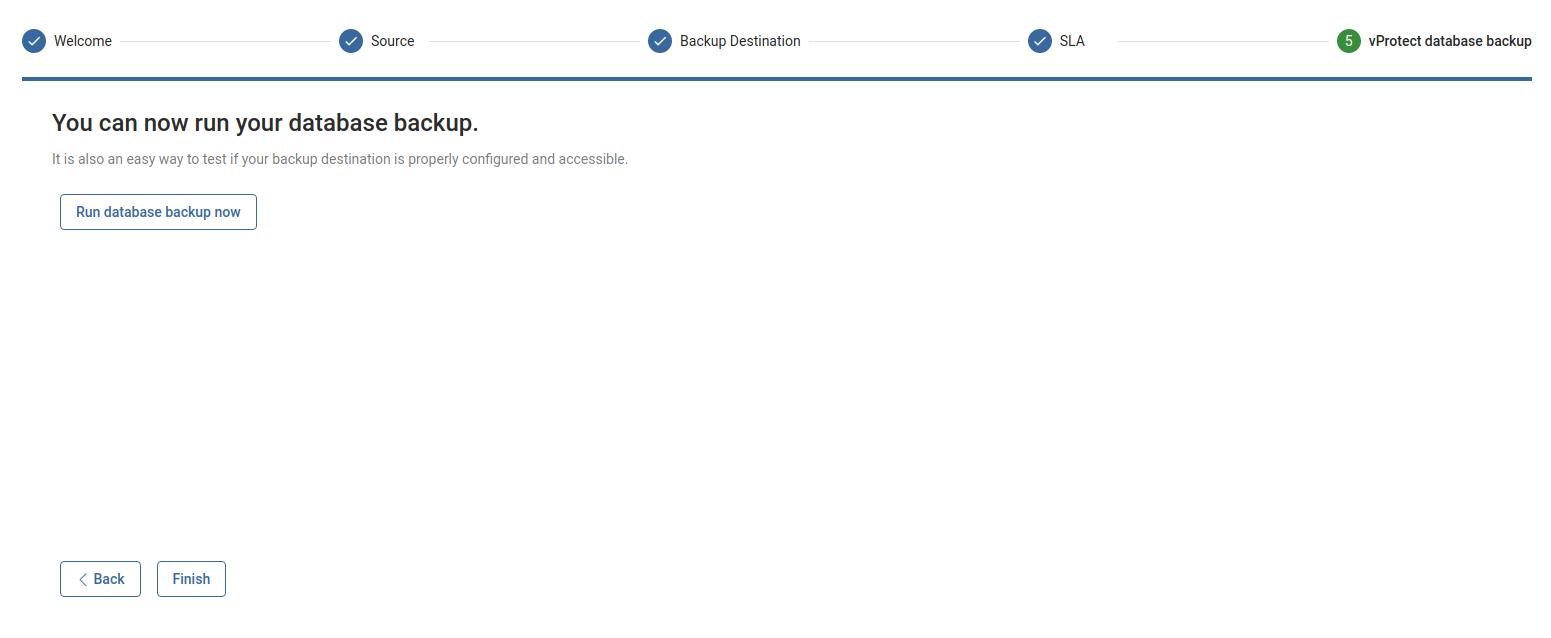 Welcome
Source
Backup Destination
SLA
5 vProtect database backup
You can now run your database backup.
It is also an easy way to test if your backup destination is properly configured and accessible.
Run database backup now
Back
Finish